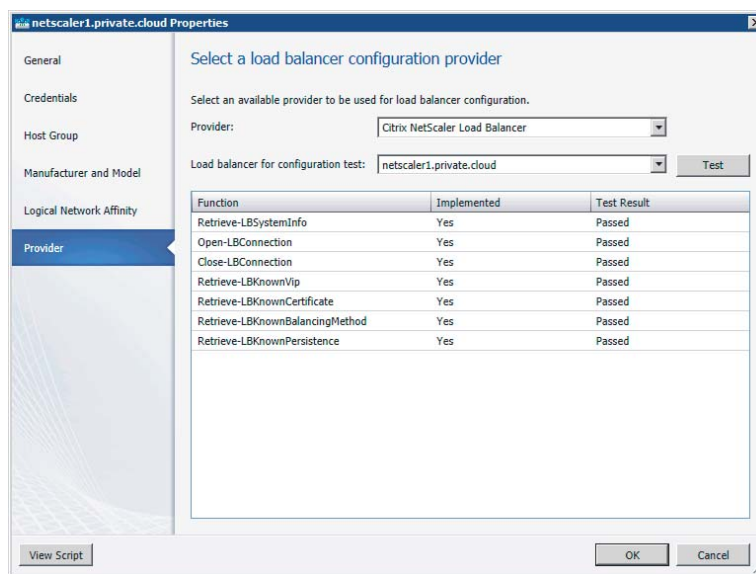 netscaler1.private.cloud Properties
General
Credentials
Host Group
Manufacturer and Model
Logical Network Affinity
Provider
Select a load balancer configuration provider
Select an available provider to be used for load balancer configuration.
Provider: Citrix NetScaler Load Balancer
Load balancer for configuration test: netscaler1.private.cloud Test
Function Implemented Test Result
Retrieve-LBSystemInfo Yes Passed
Open-LBConnection Yes Passed
Close-LBConnection Yes Passed
Retrieve-LBKnownVip Yes Passed
Retrieve-LBKnownCertificate Yes Passed
Retrieve-LBKnownBalancingMethod Yes Passed
Retrieve-LBKnownPersistence Yes Passed
View Script OK Cancel